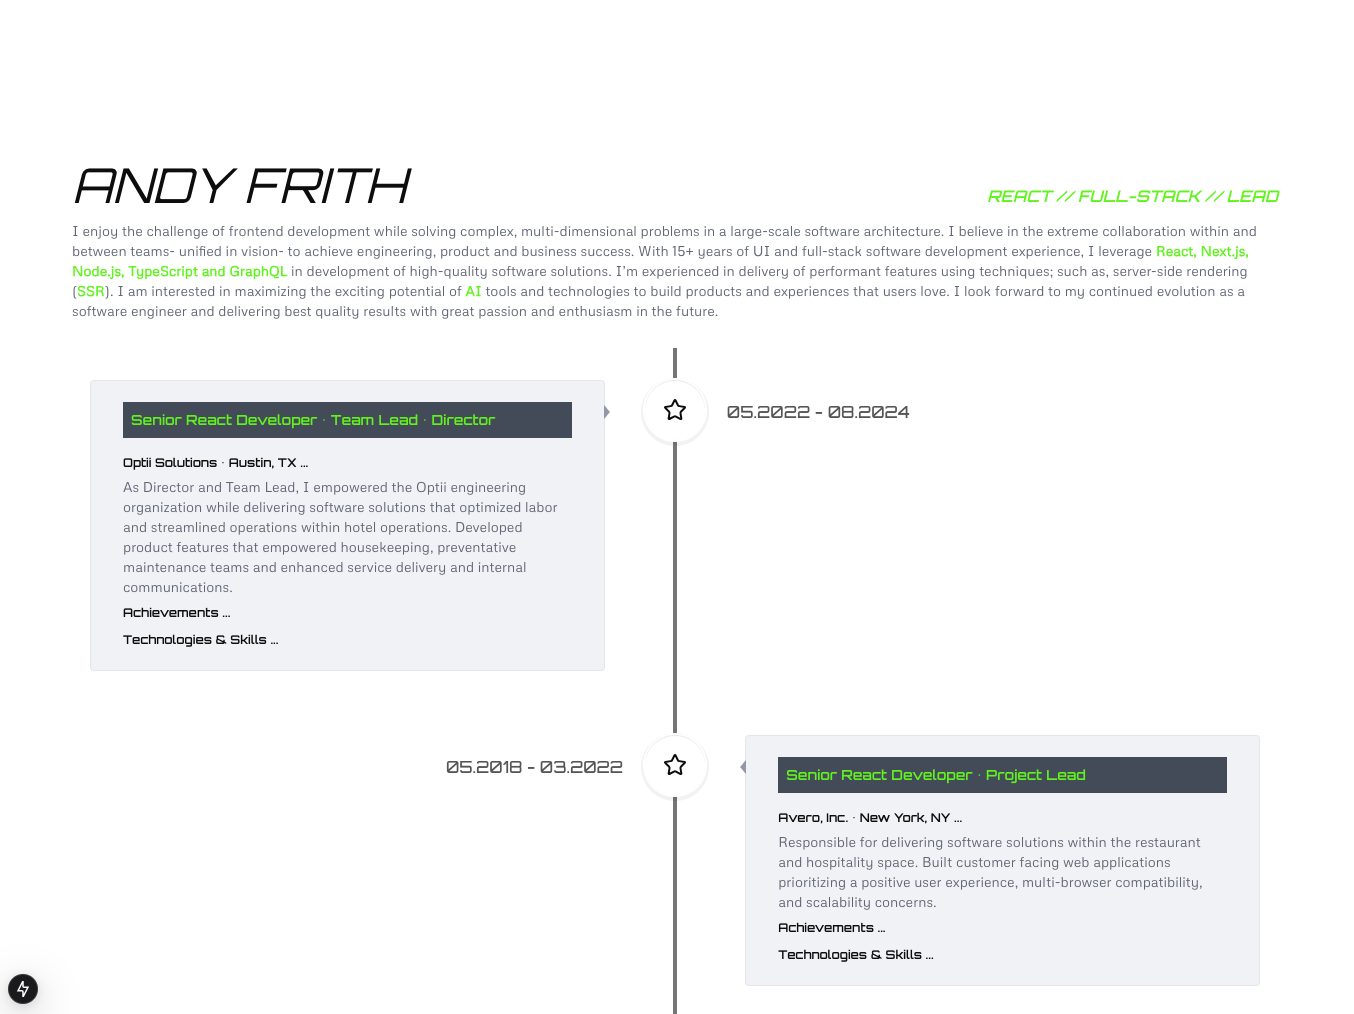 ANDY FRITH
REACT // FULL-STACK // LEAD
I enjoy the challenge of frontend development while solving complex, multi-dimensional problems in a large-scale software architecture. I believe in the extreme collaboration within and
between teams- unified in vision- to achieve engineering, product and business success. With 15+ years of UI and full-stack software development experience, I leverage React, Next.js,
Node.js, TypeScript and GraphQL in development of high-quality software solutions. I'm experienced in delivery of performant features using techniques; such as, server-side rendering
(SSR). I am interested in maximizing the exciting potential of AI tools and technologies to build products and experiences that users love. I look forward to my continued evolution as a
software engineer and delivering best quality results with great passion and enthusiasm in the future.
Senior React Developer · Team Lead · Director
05.2022 - 08.2024
Optii Solutions · Austin, TX ...
As Director and Team Lead, I empowered the Optii engineering
organization while delivering software solutions that optimized labor
and streamlined operations within hotel operations. Developed
product features that empowered housekeeping, preventative
maintenance teams and enhanced service delivery and internal
communications.
Achievements ...
Technologies & Skills ...
05.2018 - 03.2022
Senior React Developer · Project Lead
Avero, Inc. · New York, NY ...
Responsible for delivering software solutions within the restaurant
and hospitality space. Built customer facing web applications
prioritizing a positive user experience, multi-browser compatibility,
and scalability concerns.
Achievements ...
Technologies & Skills ...